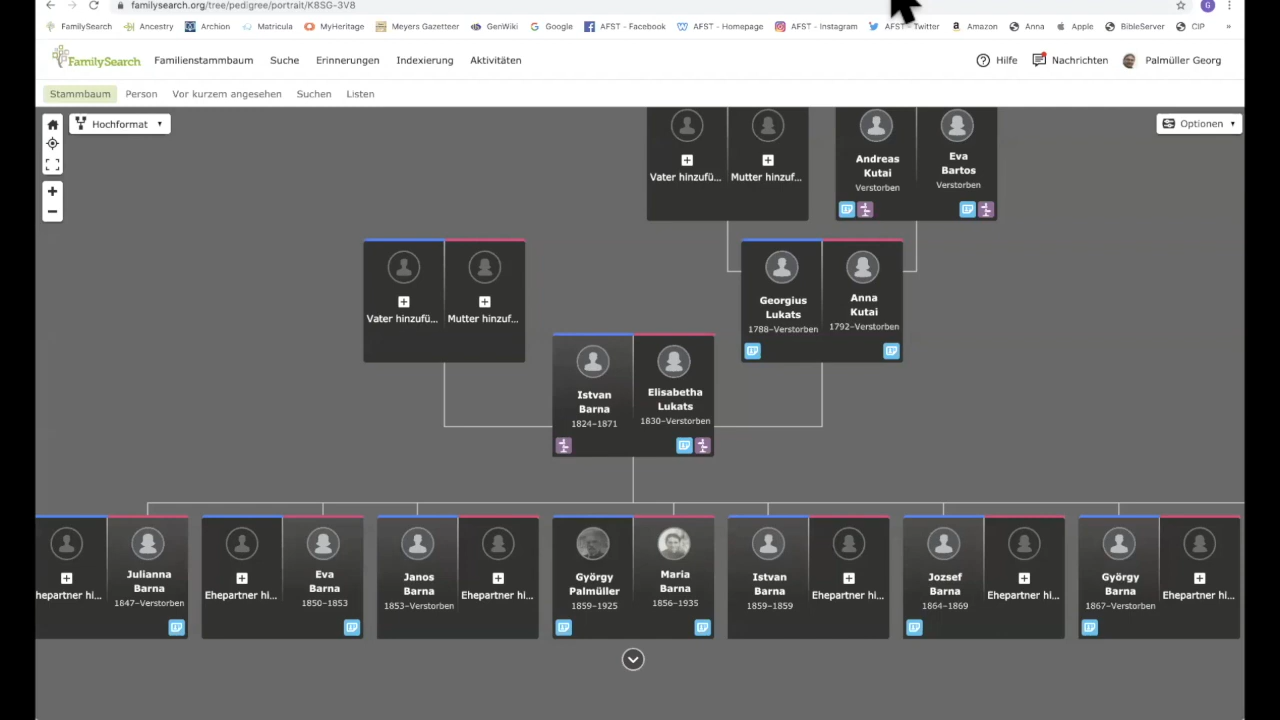 familysearch.org/tree/pedigree/portrait/K8SG-3V8
FamilySearch Ancestry Archion Matricula MyHeritage Meyers Gazetteer GenWiki Google AFST - Facebook AFST - Homepage AFST - Instagram AFST - Twitter Amazon Anna Apple BibleServer CIP »
FamilySearch Familienstammbaum Suche Erinnerungen Indexierung Aktivitäten Hilfe Nachrichten Palmüller Georg
Stammbaum Person Vor kurzem angesehen Suchen Listen
Hochformat
Optionen
Vater hinzufü...
Mutter hinzuf...
Andreas
Kutai
Verstorben
Eva
Bartos
Verstorben
Vater hinzufü...
Mutter hinzuf...
Georgius
Lukats
1788–Verstorben
Anna
Kutai
1792–Verstorben
Istvan
Barna
1824–1871
Elisabetha
Lukats
1830–Verstorben
hepartner hi...
Julianna
Barna
1847–Verstorben
Ehepartner hi...
Eva
Barna
1850–1853
Janos
Barna
1853–Verstorben
Ehepartner hi...
György
Palmüller
1859–1925
Maria
Barna
1856–1935
Istvan
Barna
1859–1859
Ehepartner hi...
Jozsef
Barna
1864–1869
Ehepartner hi...
György
Barna
1867–Verstorben
Ehepartner hi...